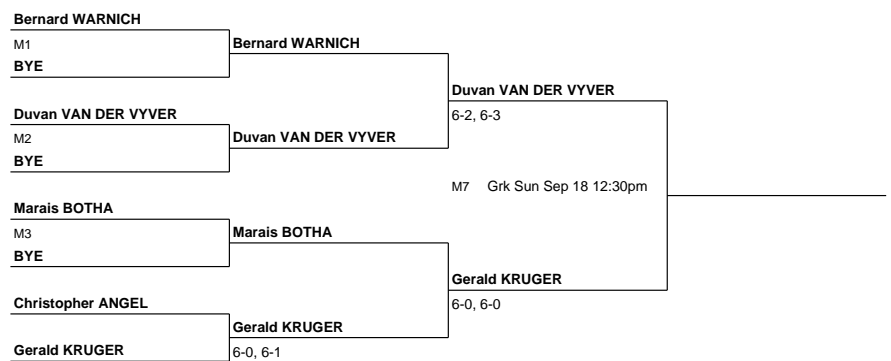 Bernard WARNICH
M1
BYE
Bernard WARNICH
Duvan VAN DER VYVER
M2
BYE
Duvan VAN DER VYVER
Duvan VAN DER VYVER
6-2, 6-3
M7 Grk Sun Sep 18 12:30pm
Marais BOTHA
M3
BYE
Marais BOTHA
Christopher ANGEL
Gerald KRUGER
Gerald KRUGER
6-0, 6-1
Gerald KRUGER
6-0, 6-0